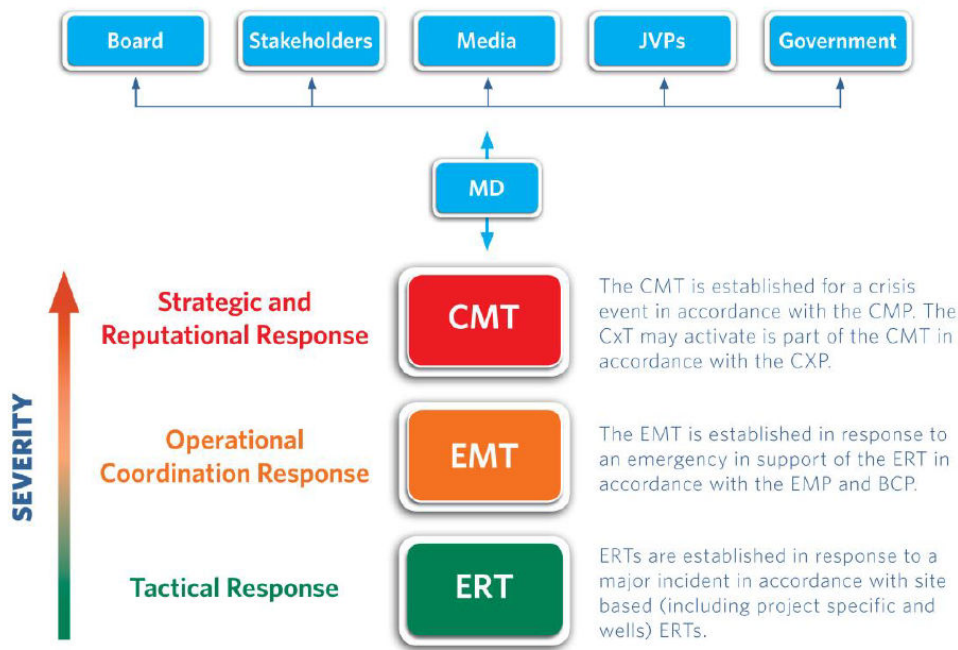 Board
Stakeholders
Media
JVPs
Government
MD
SEVERITY
Strategic and
Reputational Response
CMT
The CMT is established for a crisis
event in accordance with the CMP. The
CxT may activate is part of the CMT in
accordance with the CXP.
Operational
Coordination Response
EMT
The EMT is established in response to
an emergency in support of the ERT in
accordance with the EMP and BCP.
Tactical Response
ERT
ERTs are established in response to a
major incident in accordance with site
based (including project specific and
wells) ERTs.